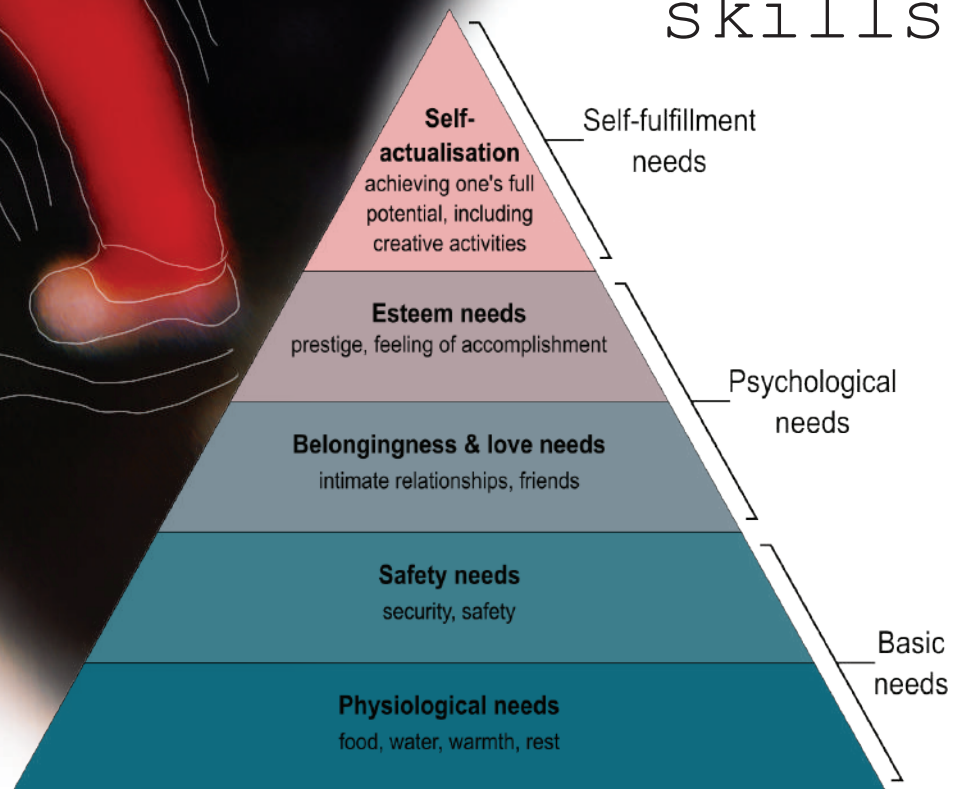 skills
Self-
actualisation
achieving one's full
potential, including
creative activities
Self-fulfillment
needs
Esteem needs
prestige, feeling of accomplishment
Psychological
needs
Belongingness & love needs
intimate relationships, friends
Safety needs
security, safety
Basic
needs
Physiological needs
food, water, warmth, rest